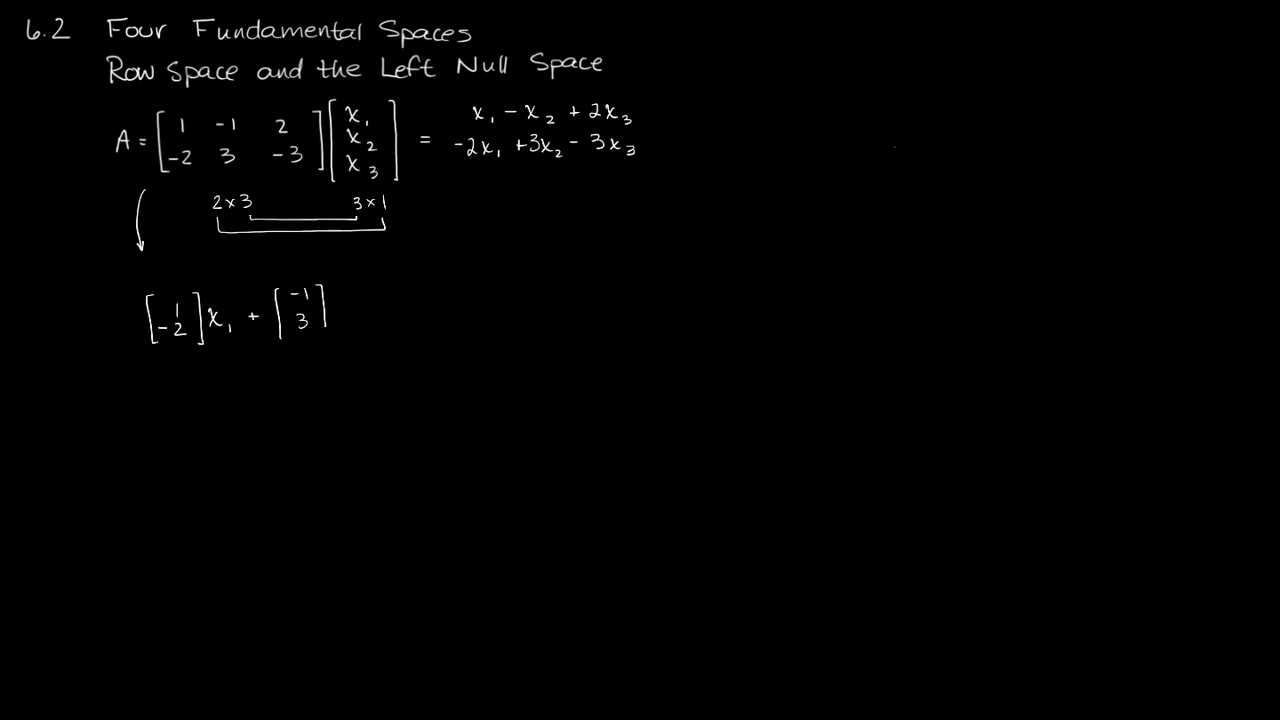 6.2 Four Fundamental Spaces
Row Space and the Left Null Space
A = [1 -1 2; -2 3 -3] [x₁; x₂; x₃] = x₁ - x₂ + 2x₃
-2x₁ + 3x₂ - 3x₃
2x3 3x1
[1; -2] x₁ + [-1; 3]